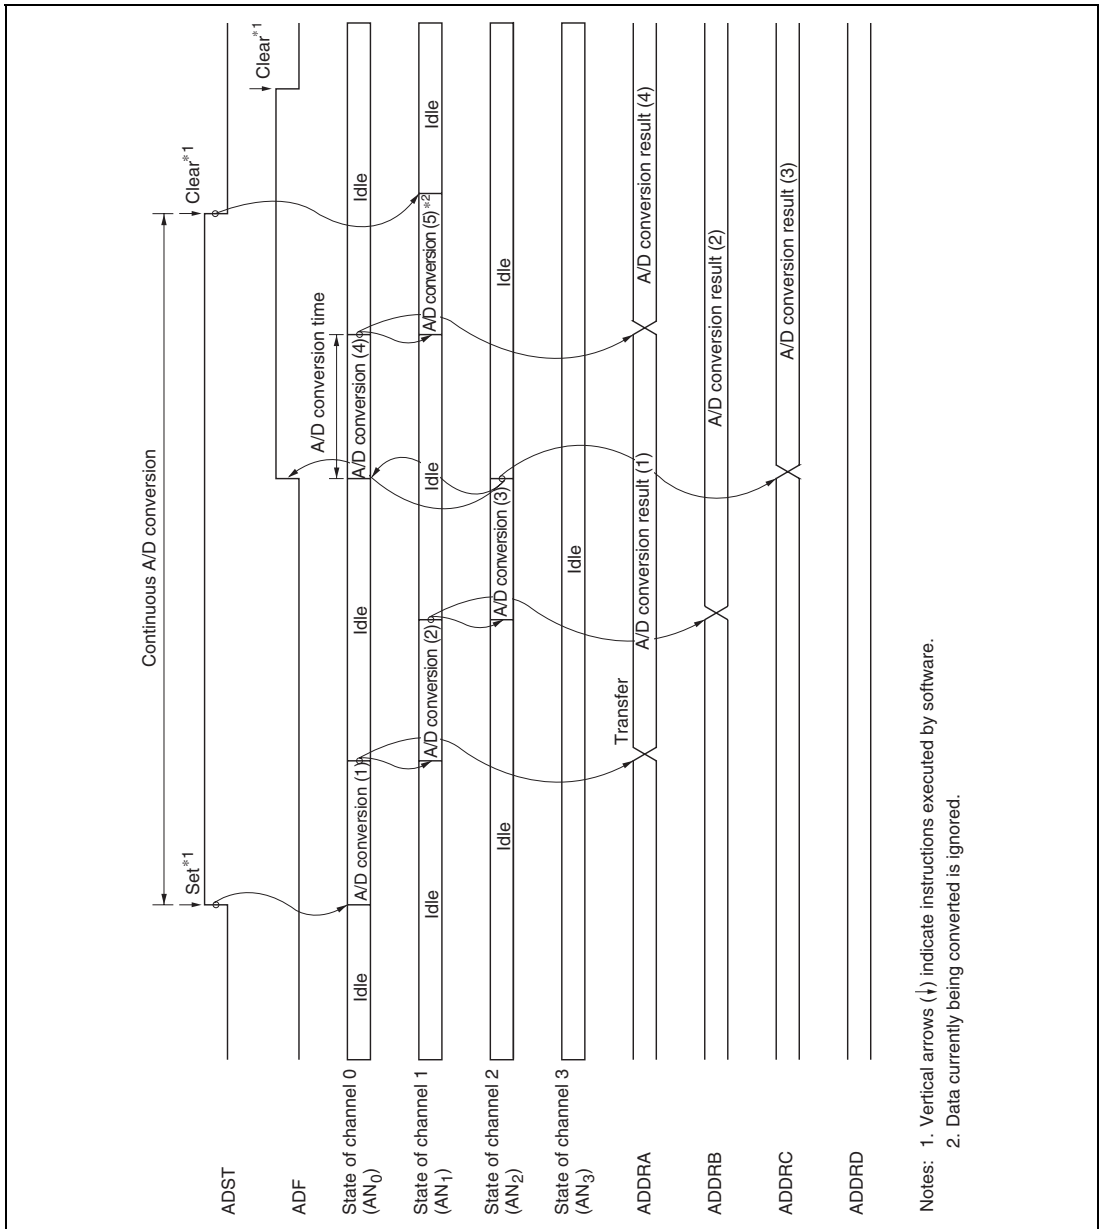 Continuous A/D conversion
Set*1
Clear*1
Clear*1
A/D conversion time
ADST
ADF
State of channel 0
(AN0)
Idle
A/D conversion (1)
Idle
A/D conversion (4)
Idle
State of channel 1
(AN1)
Idle
A/D conversion (2)
Idle
A/D conversion (5)*2
Idle
State of channel 2
(AN2)
Idle
A/D conversion (3)
Idle
State of channel 3
(AN3)
Idle
Transfer
ADDRA
A/D conversion result (1)
A/D conversion result (4)
ADDRB
A/D conversion result (2)
ADDRC
A/D conversion result (3)
ADDRD
Notes: 1. Vertical arrows (↓) indicate instructions executed by software.
2. Data currently being converted is ignored.